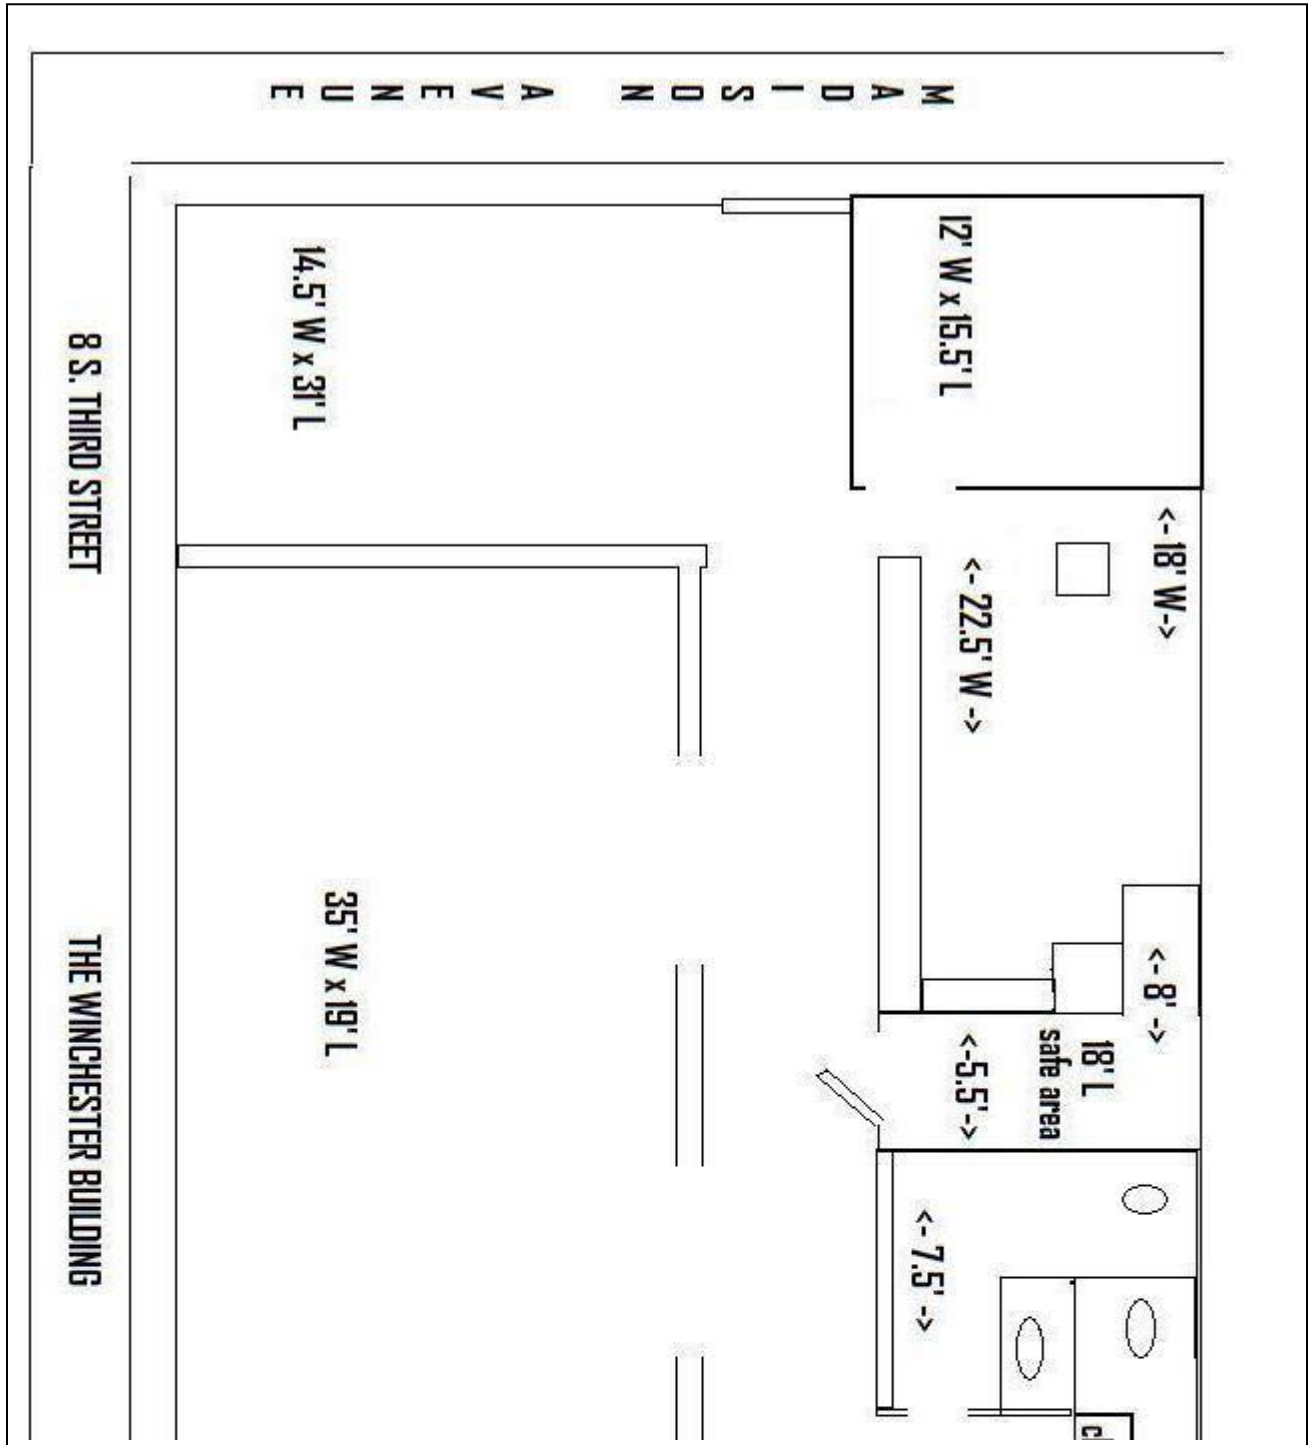 MADISON AVENUE
12' W x 15.5' L
14.5' W x 31' L
8 S. THIRD STREET
<- 18' W->
<- 22.5' W ->
35' W x 19' L
THE WINCHESTER BUILDING
<- 8' ->
18' L
safe area
<-5.5'->
<- 7.5' ->